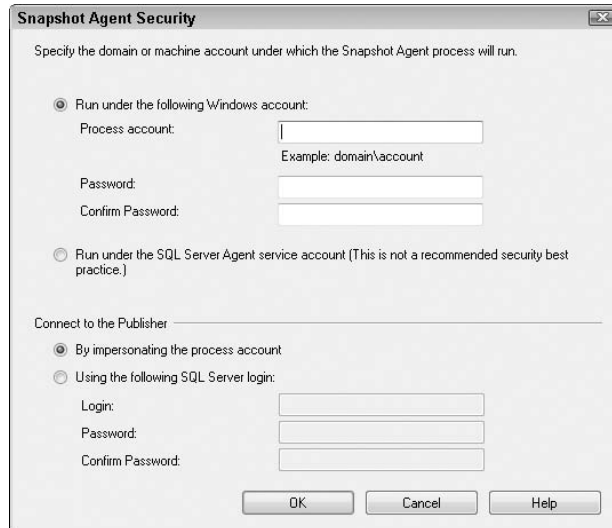 Snapshot Agent Security
Specify the domain or machine account under which the Snapshot Agent process will run.
Run under the following Windows account:
Process account:
Example: domain\account
Password:
Confirm Password:
Run under the SQL Server Agent service account (This is not a recommended security best
practice.)
Connect to the Publisher
By impersonating the process account
Using the following SQL Server login:
Login:
Password:
Confirm Password:
OK
Cancel
Help